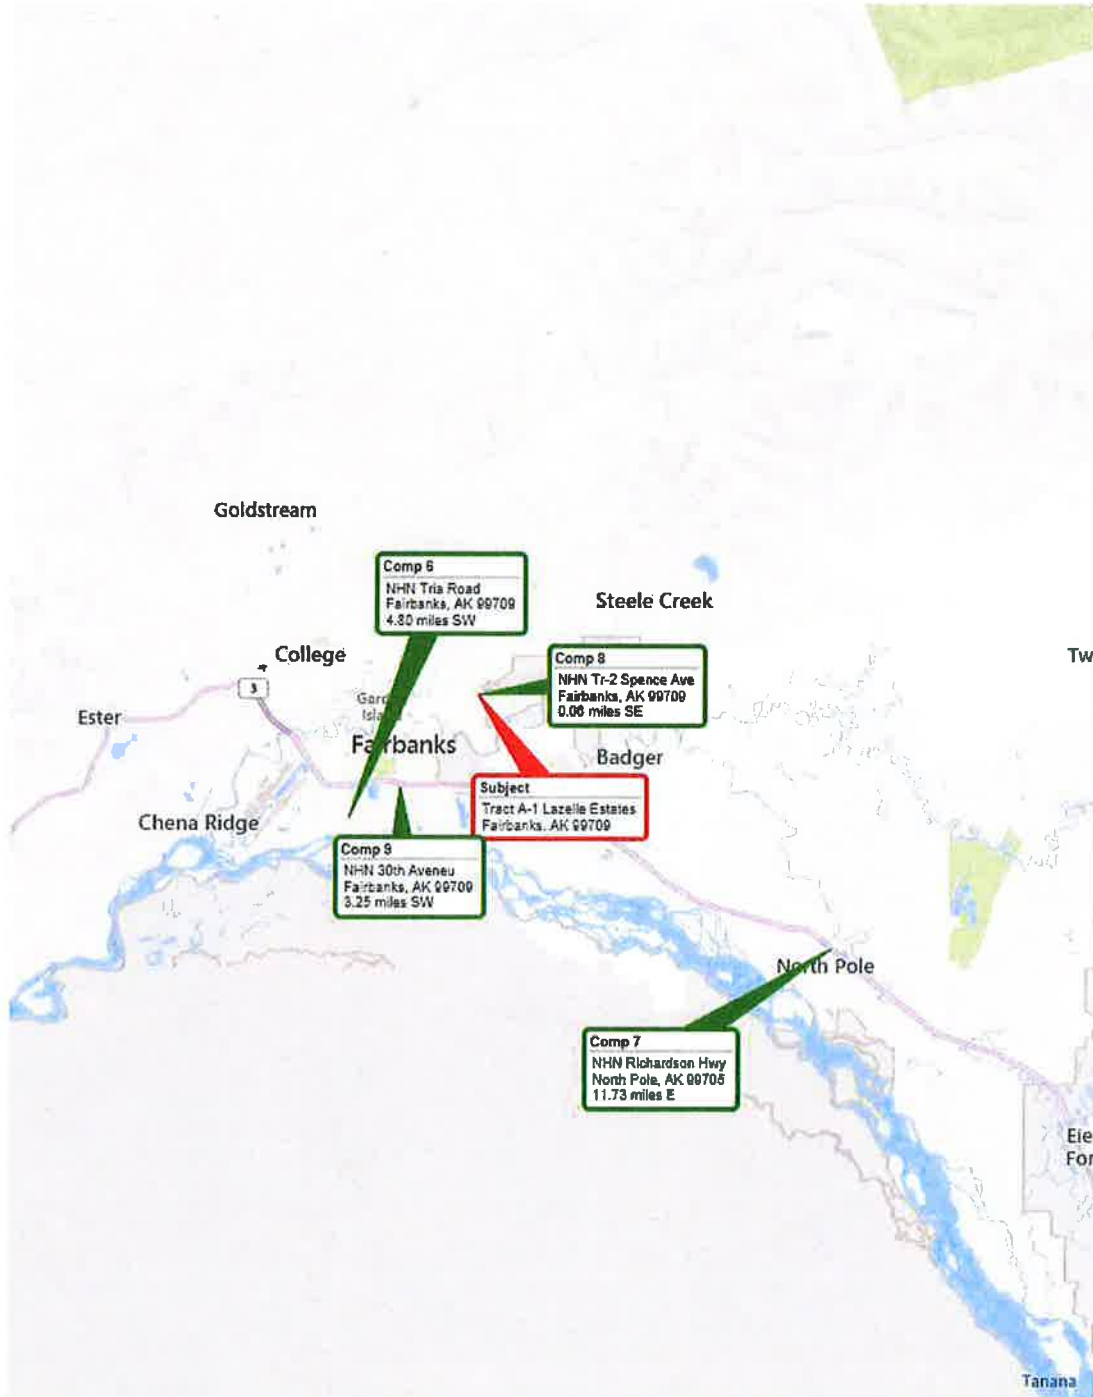 Goldstream
Comp 6
NHN Tria Road
Fairbanks, AK 99709
4.80 miles SW
Steele Creek
College
Comp 8
NHN Tr-2 Spence Ave
Fairbanks, AK 99709
0.06 miles SE
Tw
3
Ester
Fairbanks
Badger
Subject
Tract A-1 Lazelle Estates
Fairbanks, AK 99709
Chena Ridge
Comp 9
NHN 30th Aveneu
Fairbanks, AK 99709
3.25 miles SW
North Pole
Comp 7
NHN Richardson Hwy
North Pole, AK 99705
11.73 miles E
Eie
For
Tanana